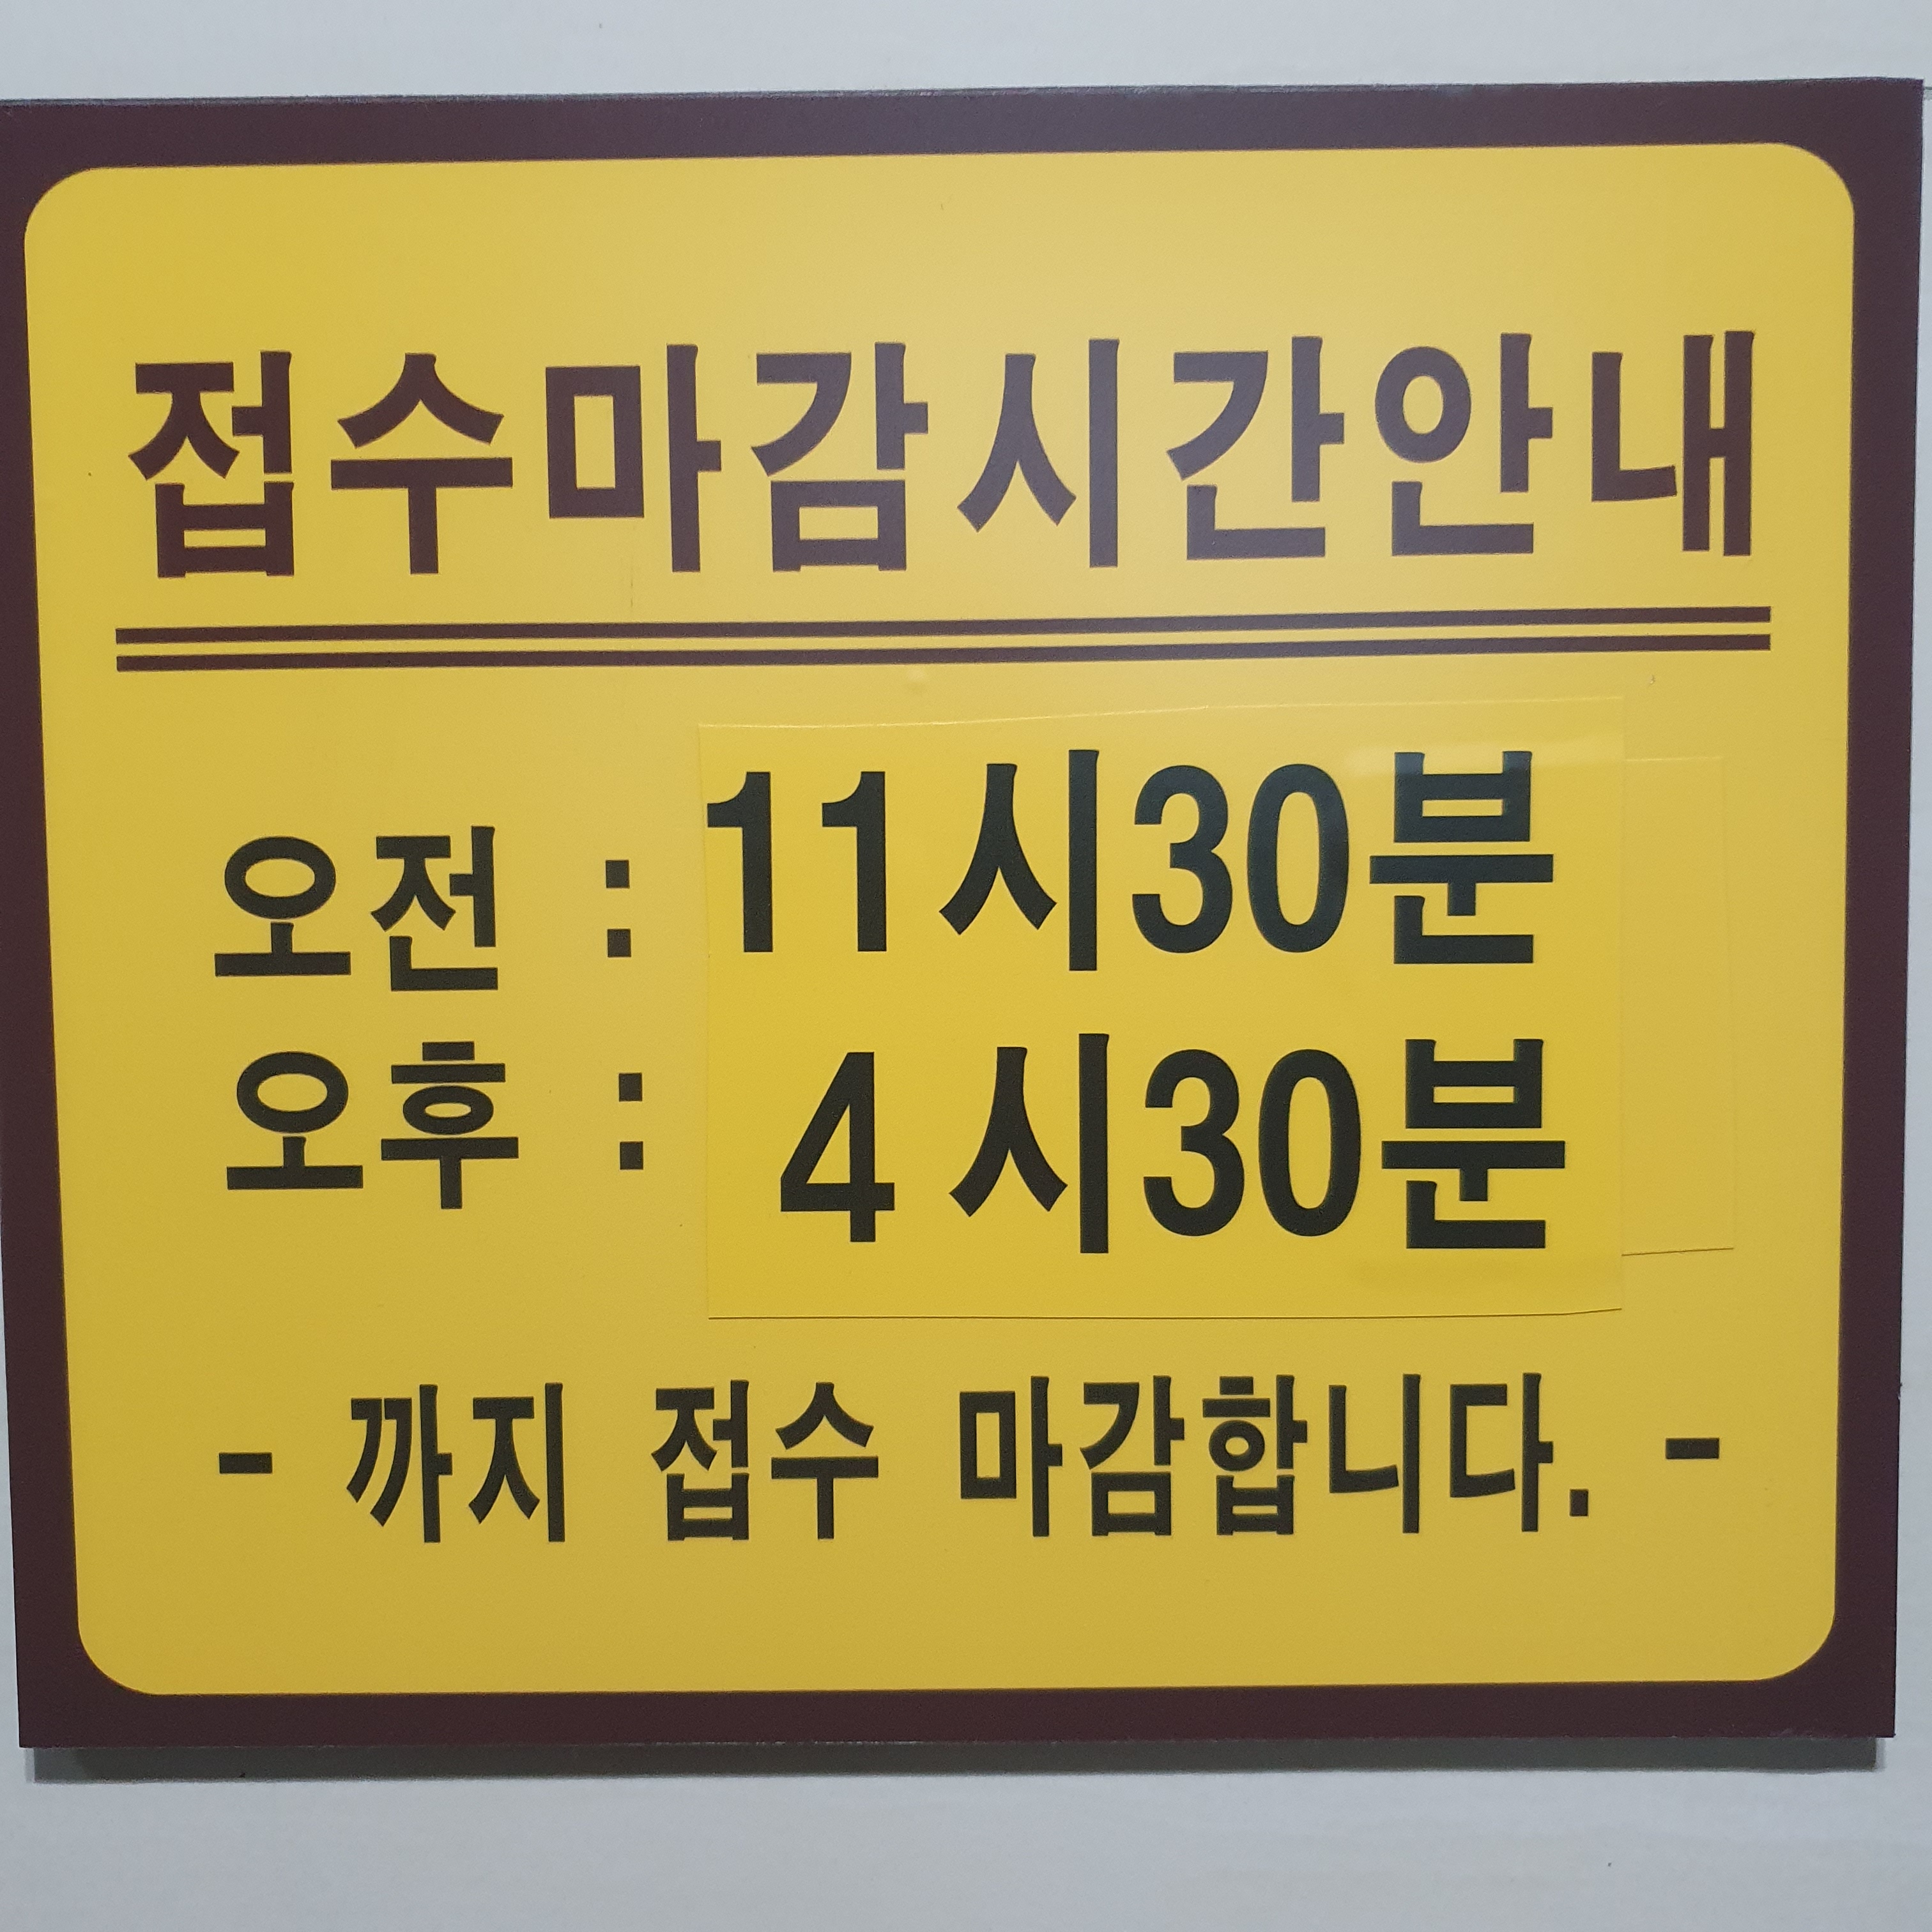 접수마감시간안내
오전 : 11시30분
오후 : 4시30분
- 까지 접수 마감합니다. -